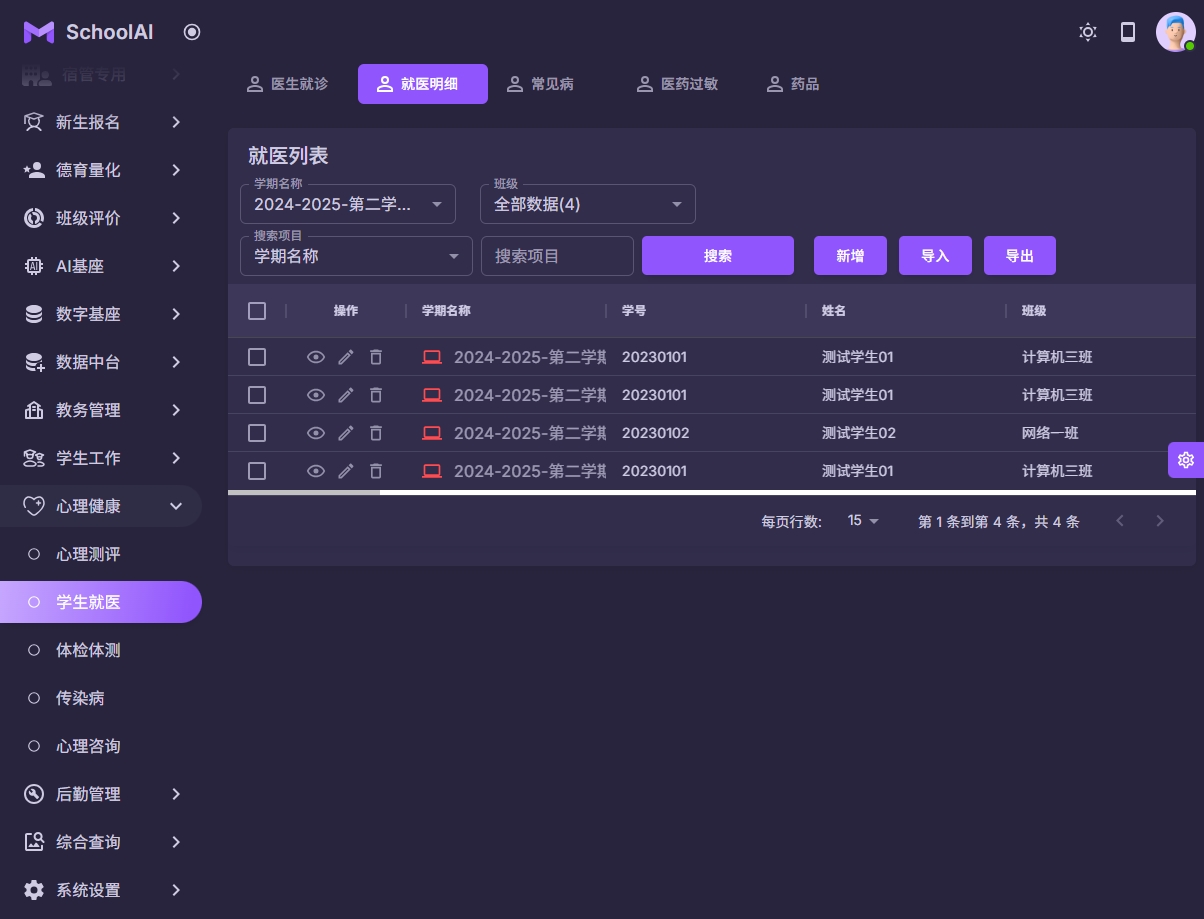 SchoolAI
宿管专用
新生报名
德育量化
班级评价
AI基座
数字基座
数据中台
教务管理
学生工作
心理健康
心理测评
学生就医
体检体测
传染病
心理咨询
后勤管理
综合查询
系统设置
医生就诊 就医明细 常见病 医药过敏 药品
就医列表
学期名称 班级
2024-2025-第二学... 全部数据(4)
搜索项目
学期名称 搜索项目 搜索 新增 导入 导出
操作 学期名称 学号 姓名 班级
2024-2025-第二学期 20230101 测试学生01 计算机三班
2024-2025-第二学期 20230101 测试学生01 计算机三班
2024-2025-第二学期 20230102 测试学生02 网络一班
2024-2025-第二学期 20230101 测试学生01 计算机三班
每页行数: 15 第 1 条到第 4 条，共 4 条